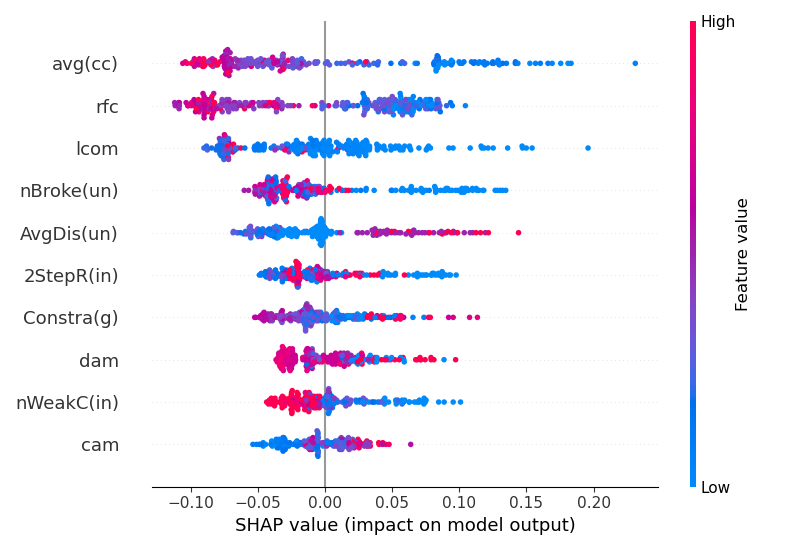 High
avg(cc)
rfc
lcom
nBroke(un)
AvgDis(un)
2StepR(in)
Constra(g)
dam
nWeakC(in)
cam
Feature value
Low
−0.10 −0.05 0.00 0.05 0.10 0.15 0.20
SHAP value (impact on model output)